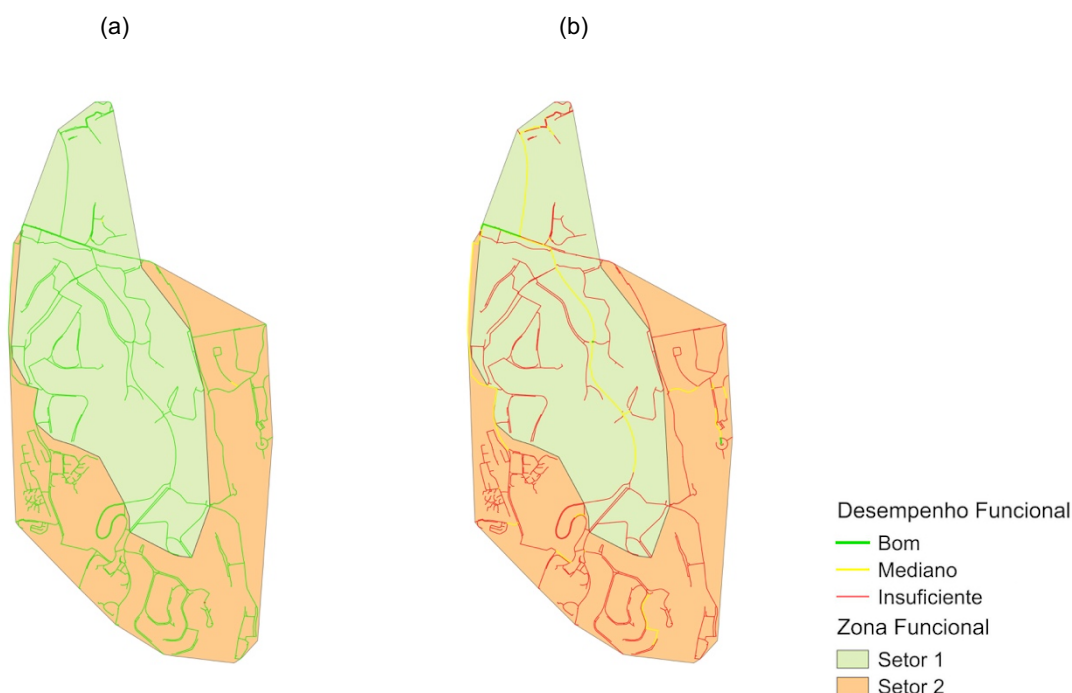 (a)
(b)
Desempenho Funcional
Bom
Mediano
Insuficiente
Zona Funcional
Setor 1
Setor 2